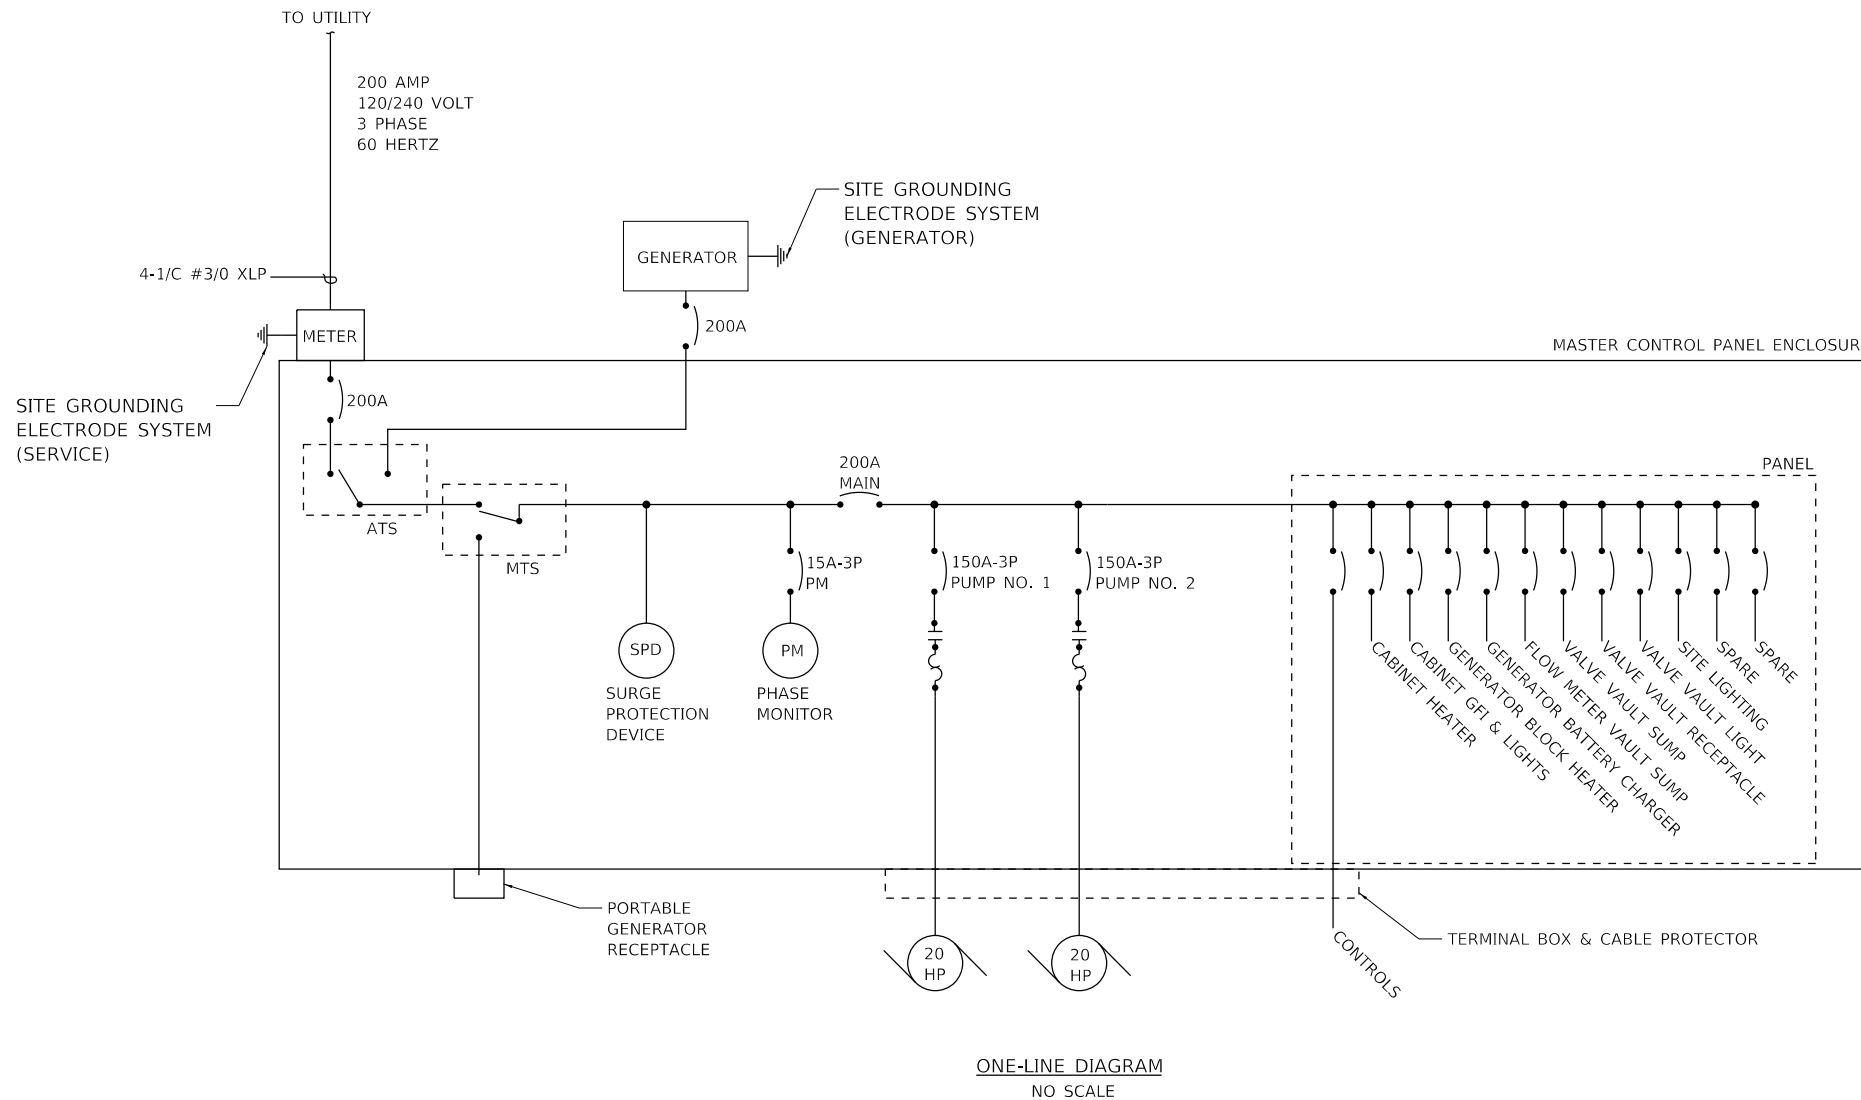 TO UTILITY
200 AMP
120/240 VOLT
3 PHASE
60 HERTZ
SITE GROUNDING
ELECTRODE SYSTEM
(GENERATOR)
GENERATOR
4-1/C #3/0 XLP
200A
METER
MASTER CONTROL PANEL ENCLOSUR
200A
SITE GROUNDING
ELECTRODE SYSTEM
(SERVICE)
200A
MAIN
PANEL
ATS
MTS
15A-3P
PM
150A-3P
PUMP NO. 1
150A-3P
PUMP NO. 2
SPD
PM
SURGE
PROTECTION
DEVICE
PHASE
MONITOR
CABINET HEATER
CABINET GFI & LIGHTS
GENERATOR BLOCK HEATER
GENERATOR BATTERY CHARGER
FLOW METER VAULT SUMP
VALVE VAULT SUMP
VALVE VAULT RECEPTACLE
VALVE VAULT LIGHT
SITE LIGHTING
SPARE
SPARE
PORTABLE
GENERATOR
RECEPTACLE
20
HP
20
HP
CONTROLS
TERMINAL BOX & CABLE PROTECTOR
ONE-LINE DIAGRAM
NO SCALE